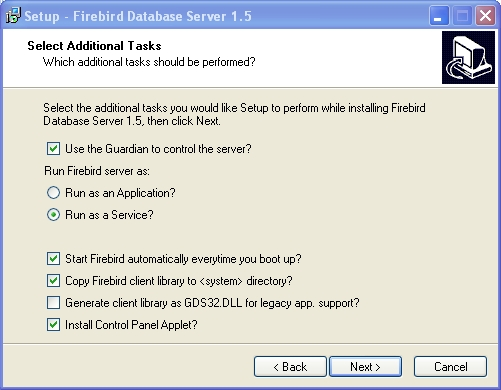 Setup - Firebird Database Server 1.5
Select Additional Tasks
Which additional tasks should be performed?
Select the additional tasks you would like Setup to perform while installing Firebird
Database Server 1.5, then click Next.
Use the Guardian to control the server?
Run Firebird server as:
Run as an Application?
Run as a Service?
Start Firebird automatically everytime you boot up?
Copy Firebird client library to <system> directory?
Generate client library as GDS32.DLL for legacy app. support?
Install Control Panel Applet?
< Back
Next >
Cancel